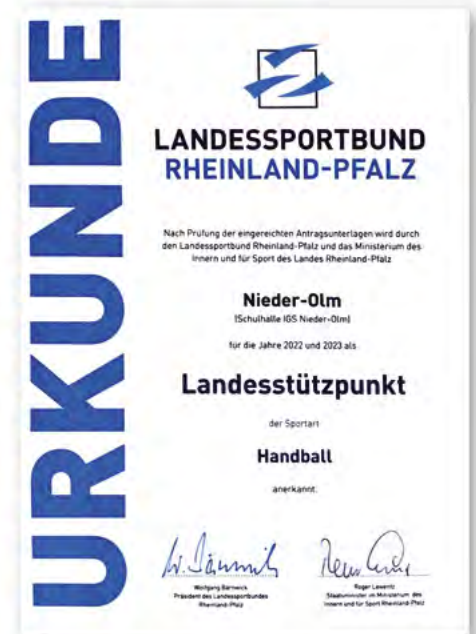 URKUNDE
LANDESSPORTBUND
RHEINLAND-PFALZ
Nach Prüfung der eingereichten Antragsunterlagen wird durch
den Landessportbund Rheinland-Pfalz und das Ministerium des
Innern und für Sport des Landes Rheinland-Pfalz
Nieder-Olm
(Schulhalle IGS Nieder-Olm)
für die Jahre 2022 und 2023 als
Landesstützpunkt
der Sportart
Handball
anerkannt.
Wolfgang Bärnwick
Präsident des Landessportbundes
Rheinland-Pfalz
Roger Lewentz
Staatsminister im Ministerium des
Innern und für Sport Rheinland-Pfalz